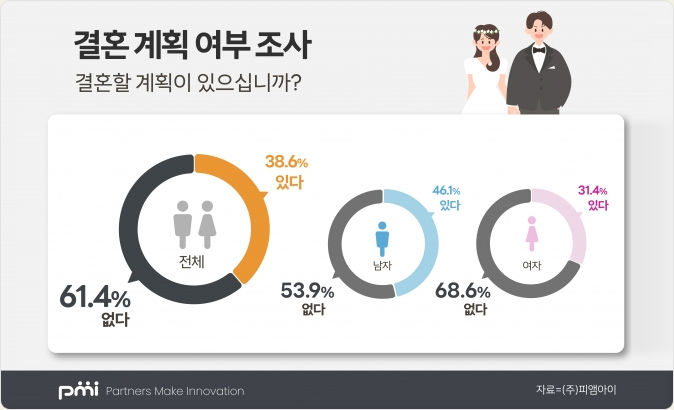 결혼 계획 여부 조사
결혼할 계획이 있으십니까?
38.6%
있다
전체
61.4%
없다
46.1%
있다
남자
53.9%
없다
31.4%
있다
여자
68.6%
없다
pmi Partners Make Innovation
자료=(주)피앰아이